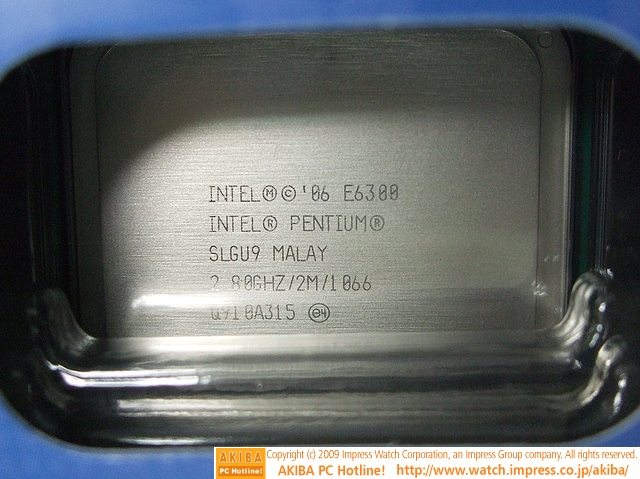 INTELⓂ©'06 E6300
INTEL® PENTIUM®
SLGU9 MALAY
2.80GHZ/2M/1066
Q910A315 e4
AKIBA
PC Hotline!
Copyright (c) 2009 Impress Watch Corporation, an Impress Group company. All rights reserved.
AKIBA PC Hotline! http://www.watch.impress.co.jp/akiba/